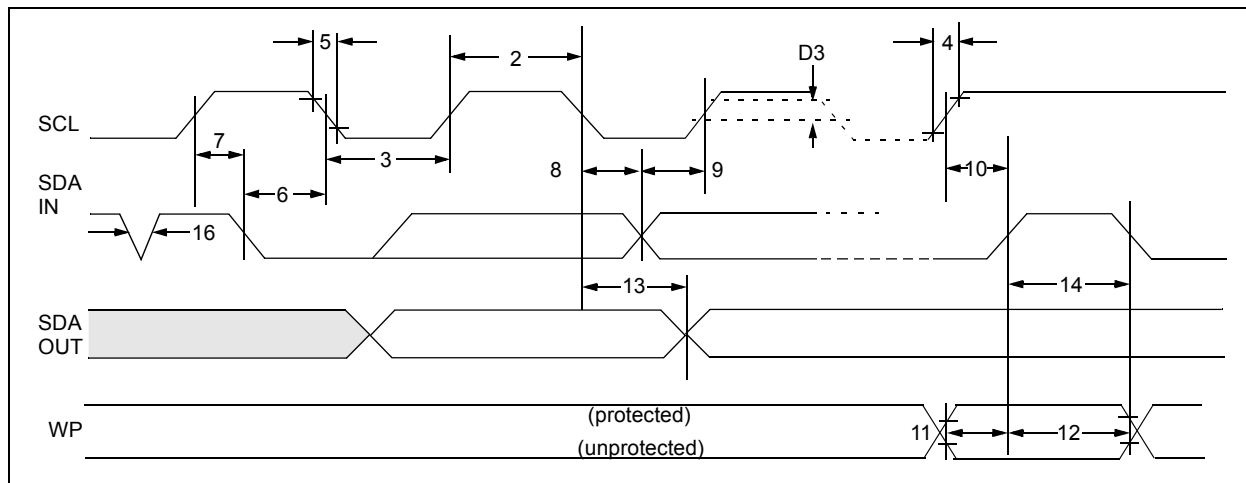 5
2
D3
4
SCL
7
3
8
9
10
SDA
IN
6
16
13
14
SDA
OUT
(protected)
WP
11
12
(unprotected)